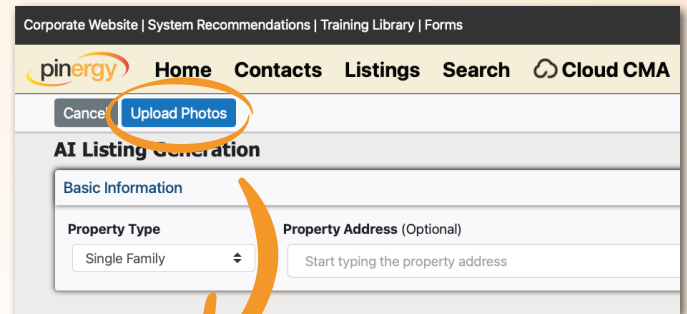 Corporate Website | System Recommendations | Training Library | Forms
pinergy Home Contacts Listings Search Cloud CMA
Cancel Upload Photos
AI Listing Generation
Basic Information
Property Type Property Address (Optional)
Single Family Start typing the property address